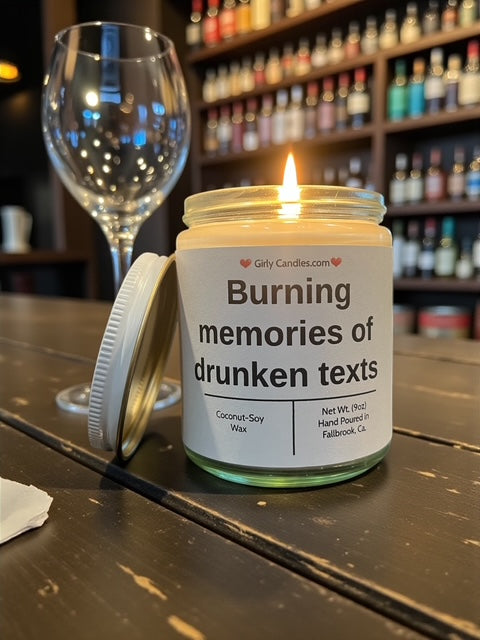 Girly Candles.com
Burning
memories of
drunken texts
Coconut-Soy
Wax
Net Wt. (9oz)
Hand Poured in
Fallbrook, Ca.